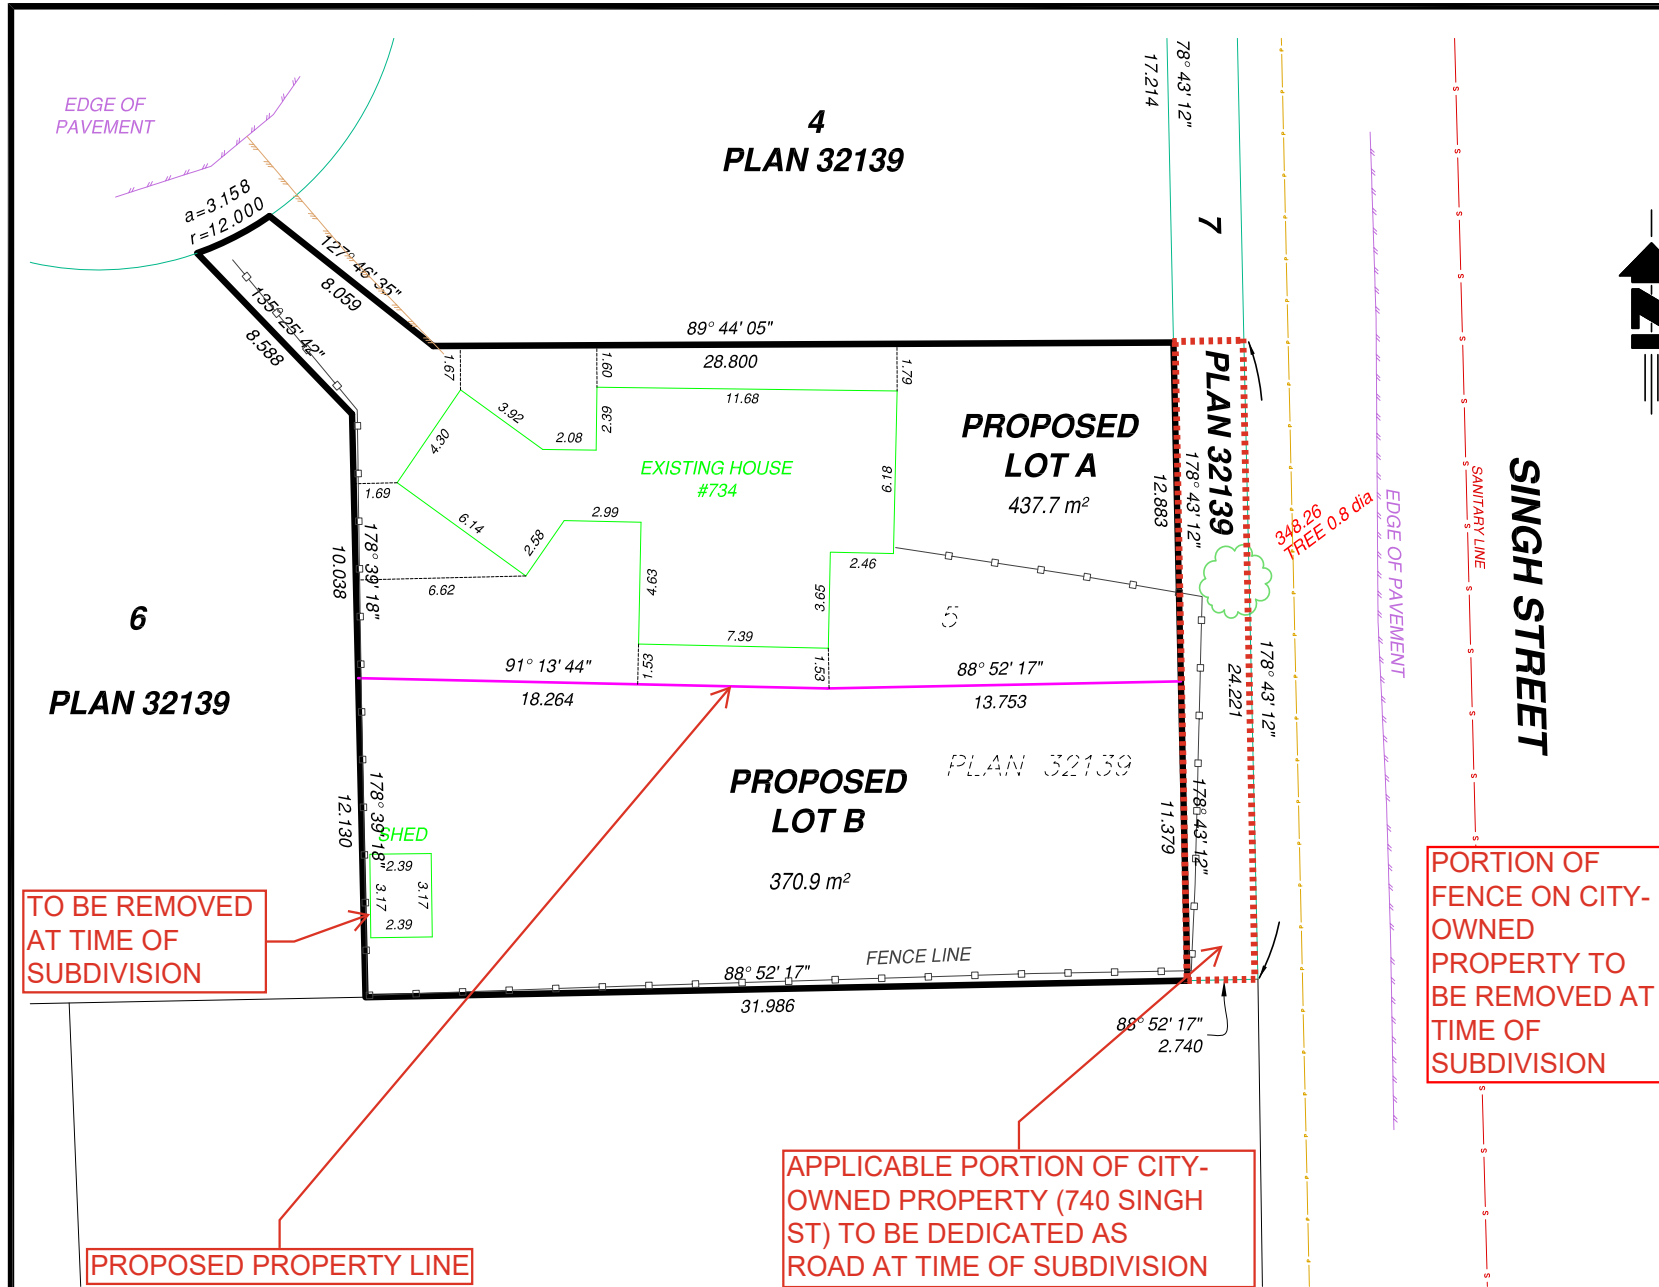 EDGE OF
PAVEMENT
a=3.158
r=12.000
127° 46' 35"
8.059
135° 25' 42"
8.588
4
PLAN 32139
78° 43' 12"
17.214
7
PLAN 32139
89° 44' 05"
28.800
1.67
1.60
1.79
11.68
3.92
2.08
2.39
4.30
EXISTING HOUSE
#734
6.18
PROPOSED
LOT A
437.7 m²
12.883
178° 43' 12"
1.69
6.14
2.58
2.99
2.46
6.62
4.63
3.65
7.39
1.53
1.53
5
10.038
178° 39' 18"
6
PLAN 32139
91° 13' 44"
18.264
88° 52' 17"
13.753
348.26
TREE 0.8 dia
EDGE OF PAVEMENT
SANITARY LINE
SINGH STREET
N
178° 43' 12"
24.221
PLAN 32139
PROPOSED
LOT B
370.9 m²
11.379
178° 43' 12"
12.130
178° 39' 18"
SHED
2.39
3.17
3.17
2.39
TO BE REMOVED
AT TIME OF
SUBDIVISION
FENCE LINE
88° 52' 17"
31.986
88° 52' 17"
2.740
PORTION OF
FENCE ON CITY-
OWNED
PROPERTY TO
BE REMOVED AT
TIME OF
SUBDIVISION
PROPOSED PROPERTY LINE
APPLICABLE PORTION OF CITY-
OWNED PROPERTY (740 SINGH
ST) TO BE DEDICATED AS
ROAD AT TIME OF SUBDIVISION